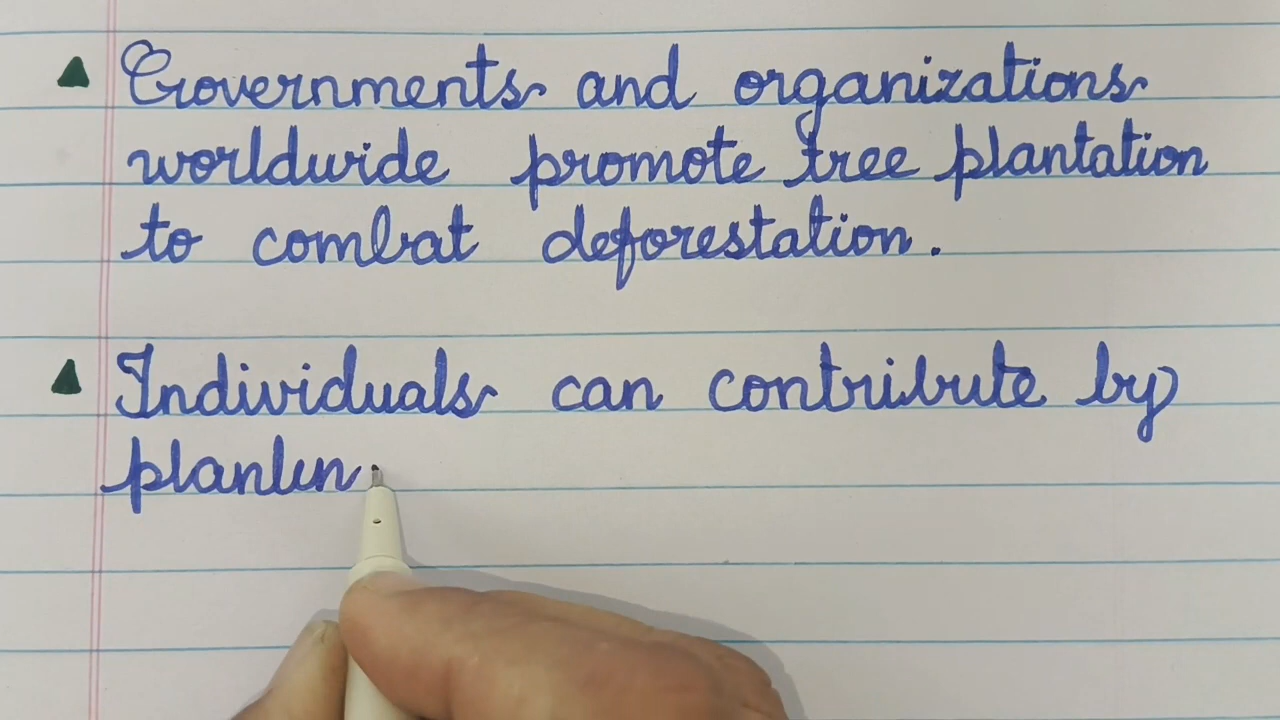 Governments and organizations
worldwide promote tree plantation
to combat deforestation.
Individuals can contribute by
plantin